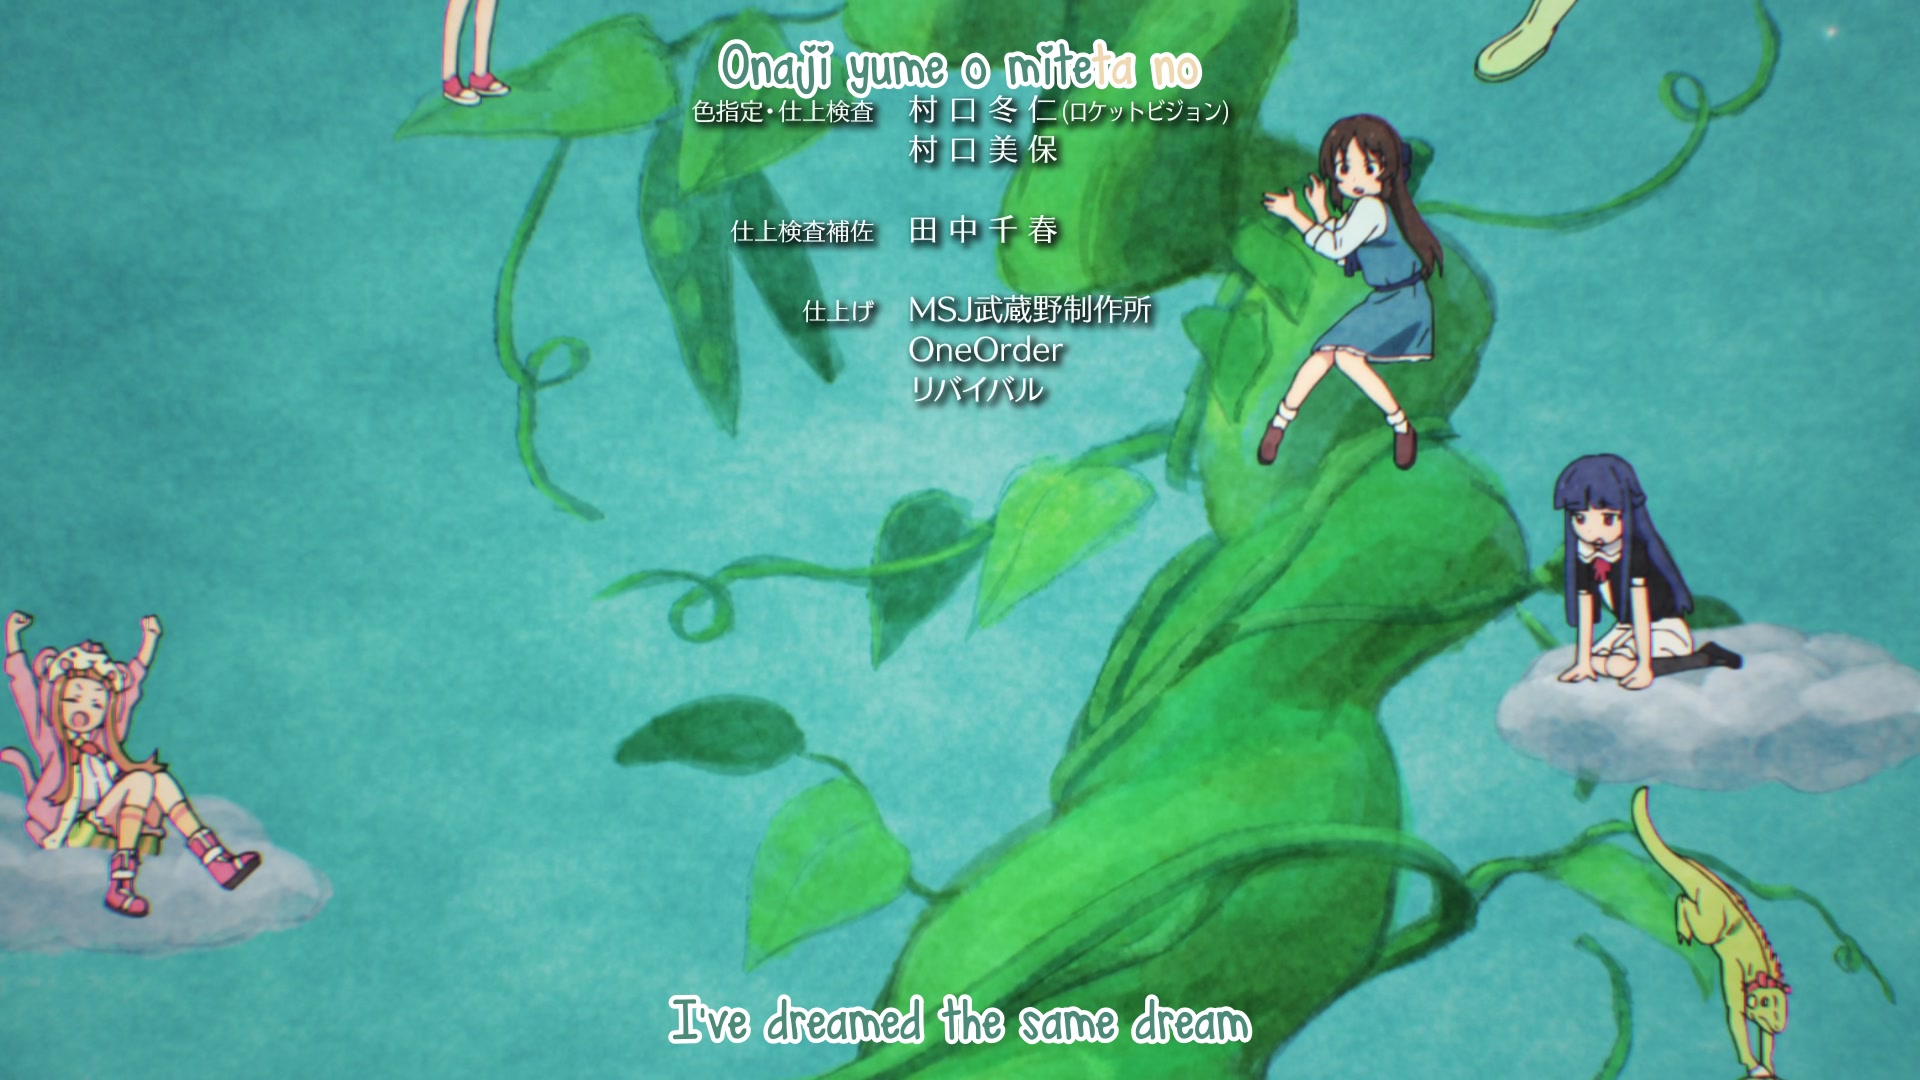 Onaji yume o miteta no
色指定・仕上検査 村口冬仁(ロケットビジョン)
村口美保
仕上検査補佐 田中千春
仕上げ MSJ武蔵野制作所
OneOrder
リバイバル
I've dreamed the same dream